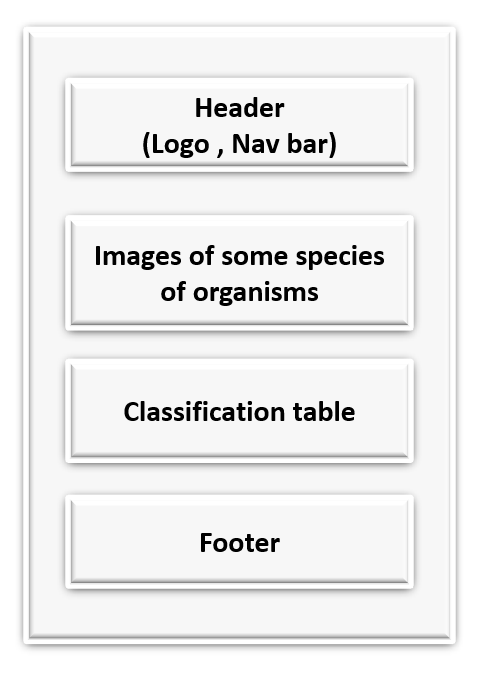 Header
(Logo , Nav bar)
Images of some species
of organisms
Classification table
Footer